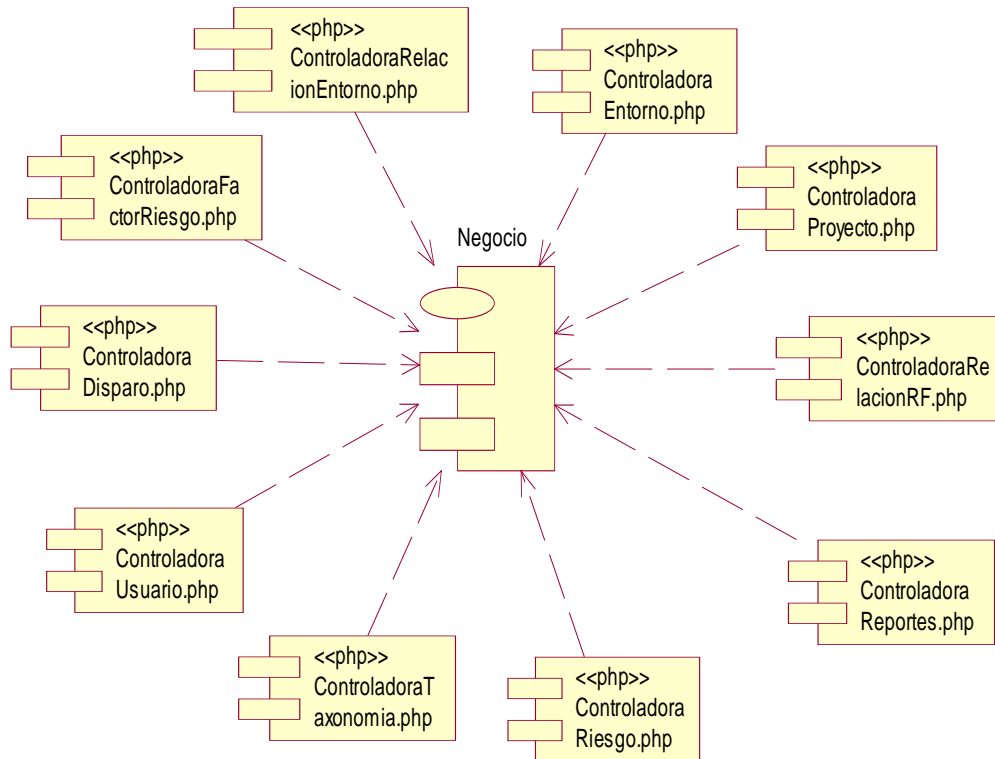 <<php>>
ControladoraRelac
ionEntorno.php
<<php>>
Controladora
Entorno.php
<<php>>
ControladoraFa
ctorRiesgo.php
<<php>>
Controladora
Proyecto.php
Negocio
<<php>>
Controladora
Disparo.php
<<php>>
ControladoraRe
lacionRF.php
<<php>>
Controladora
Usuario.php
<<php>>
Controladora
Reportes.php
<<php>>
ControladoraT
axonomia.php
<<php>>
Controladora
Riesgo.php